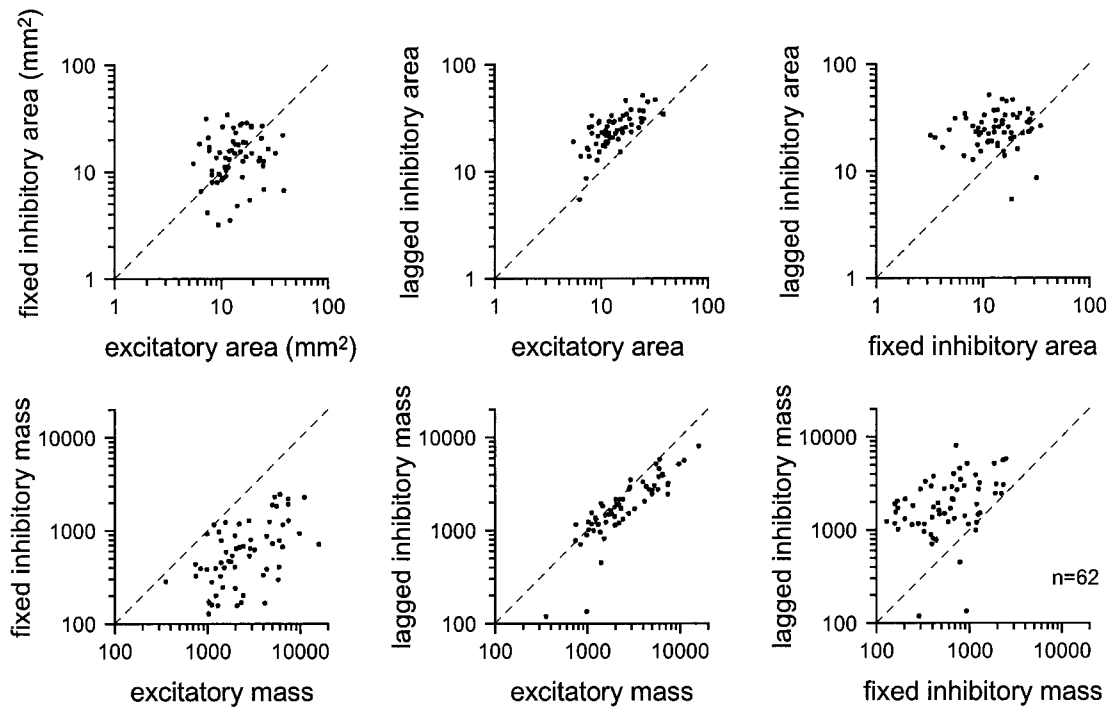 fixed inhibitory area (mm²)
100
10
1
1
10
100
excitatory area (mm²)
lagged inhibitory area
100
10
1
1
10
100
excitatory area
lagged inhibitory area
100
10
1
1
10
100
fixed inhibitory area
fixed inhibitory mass
10000
1000
100
100
1000
10000
excitatory mass
lagged inhibitory mass
10000
1000
100
100
1000
10000
excitatory mass
lagged inhibitory mass
10000
1000
100
n=62
100
1000
10000
fixed inhibitory mass